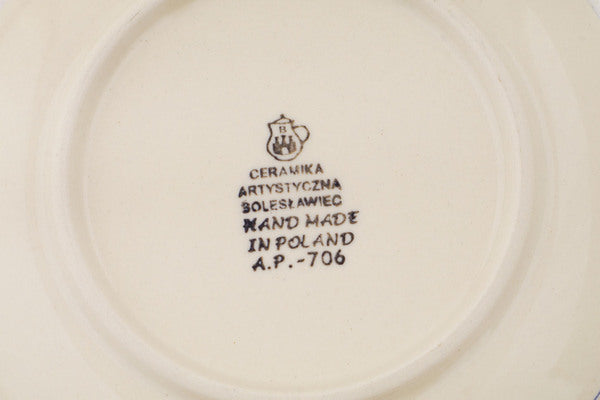 B
CERAMIKA
ARTYSTYCZNA
BOLESŁAWIEC
HAND MADE
IN POLAND
A.P.-706